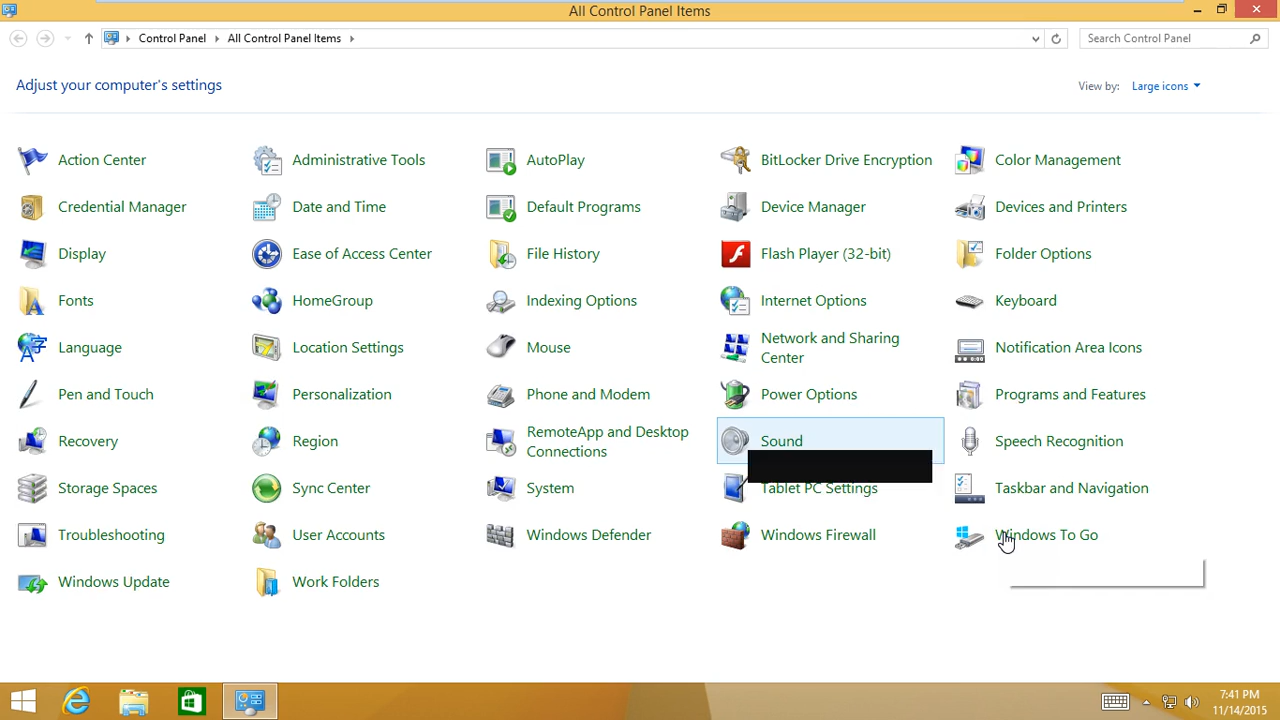 All Control Panel Items
Control Panel All Control Panel Items
Search Control Panel
Adjust your computer's settings
View by: Large icons
Action Center
Administrative Tools
AutoPlay
BitLocker Drive Encryption
Color Management
Credential Manager
Date and Time
Default Programs
Device Manager
Devices and Printers
Display
Ease of Access Center
File History
Flash Player (32-bit)
Folder Options
Fonts
HomeGroup
Indexing Options
Internet Options
Keyboard
Language
Location Settings
Mouse
Network and Sharing
Center
Notification Area Icons
Pen and Touch
Personalization
Phone and Modem
Power Options
Programs and Features
Recovery
Region
RemoteApp and Desktop
Connections
Sound
Speech Recognition
Storage Spaces
Sync Center
System
Tablet PC Settings
Taskbar and Navigation
Troubleshooting
User Accounts
Windows Defender
Windows Firewall
Windows To Go
Windows Update
Work Folders
7:41 PM
11/14/2015